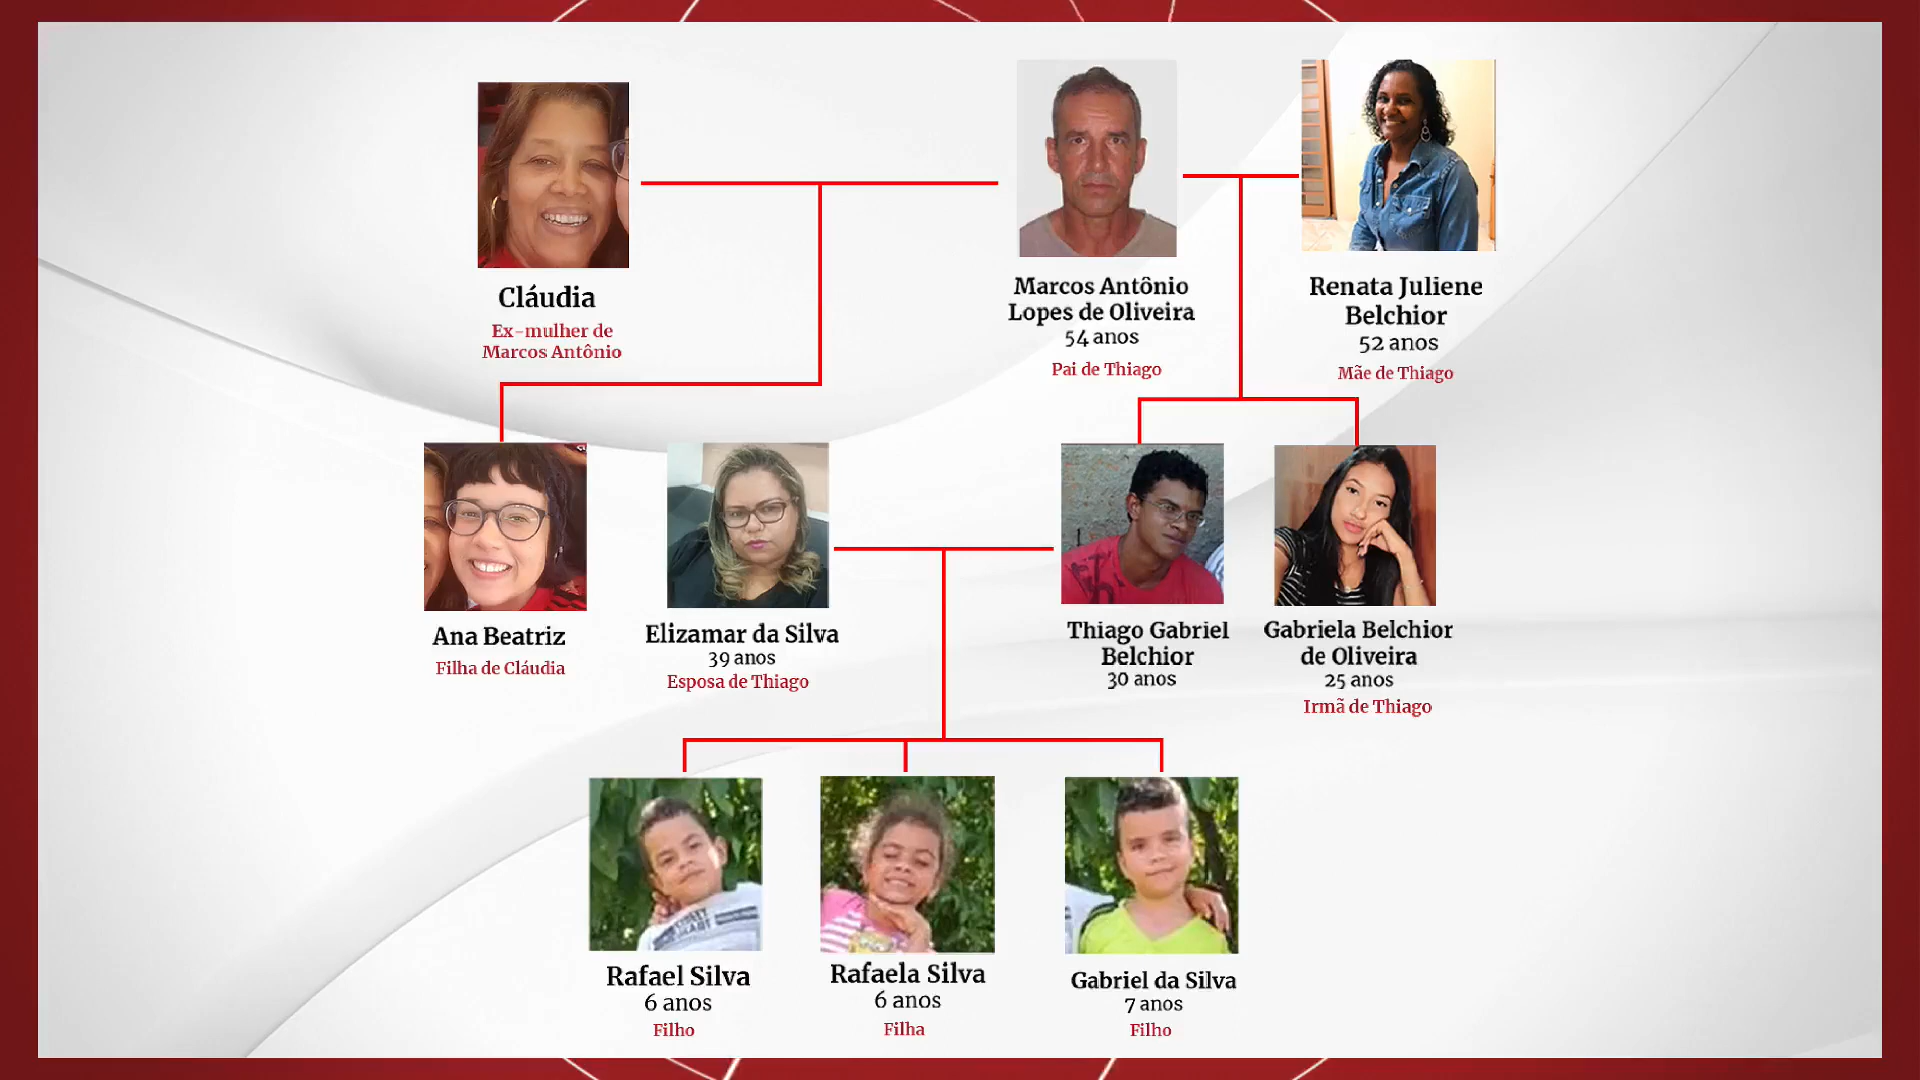 Cláudia
Ex-mulher de
Marcos Antônio
Marcos Antônio
Lopes de Oliveira
54 anos
Pai de Thiago
Renata Juliene
Belchior
52 anos
Mãe de Thiago
Ana Beatriz
Filha de Cláudia
Elizamar da Silva
39 anos
Esposa de Thiago
Thiago Gabriel
Belchior
30 anos
Gabriela Belchior
de Oliveira
25 anos
Irmã de Thiago
Rafael Silva
6 anos
Filho
Rafaela Silva
6 anos
Filha
Gabriel da Silva
7 anos
Filho